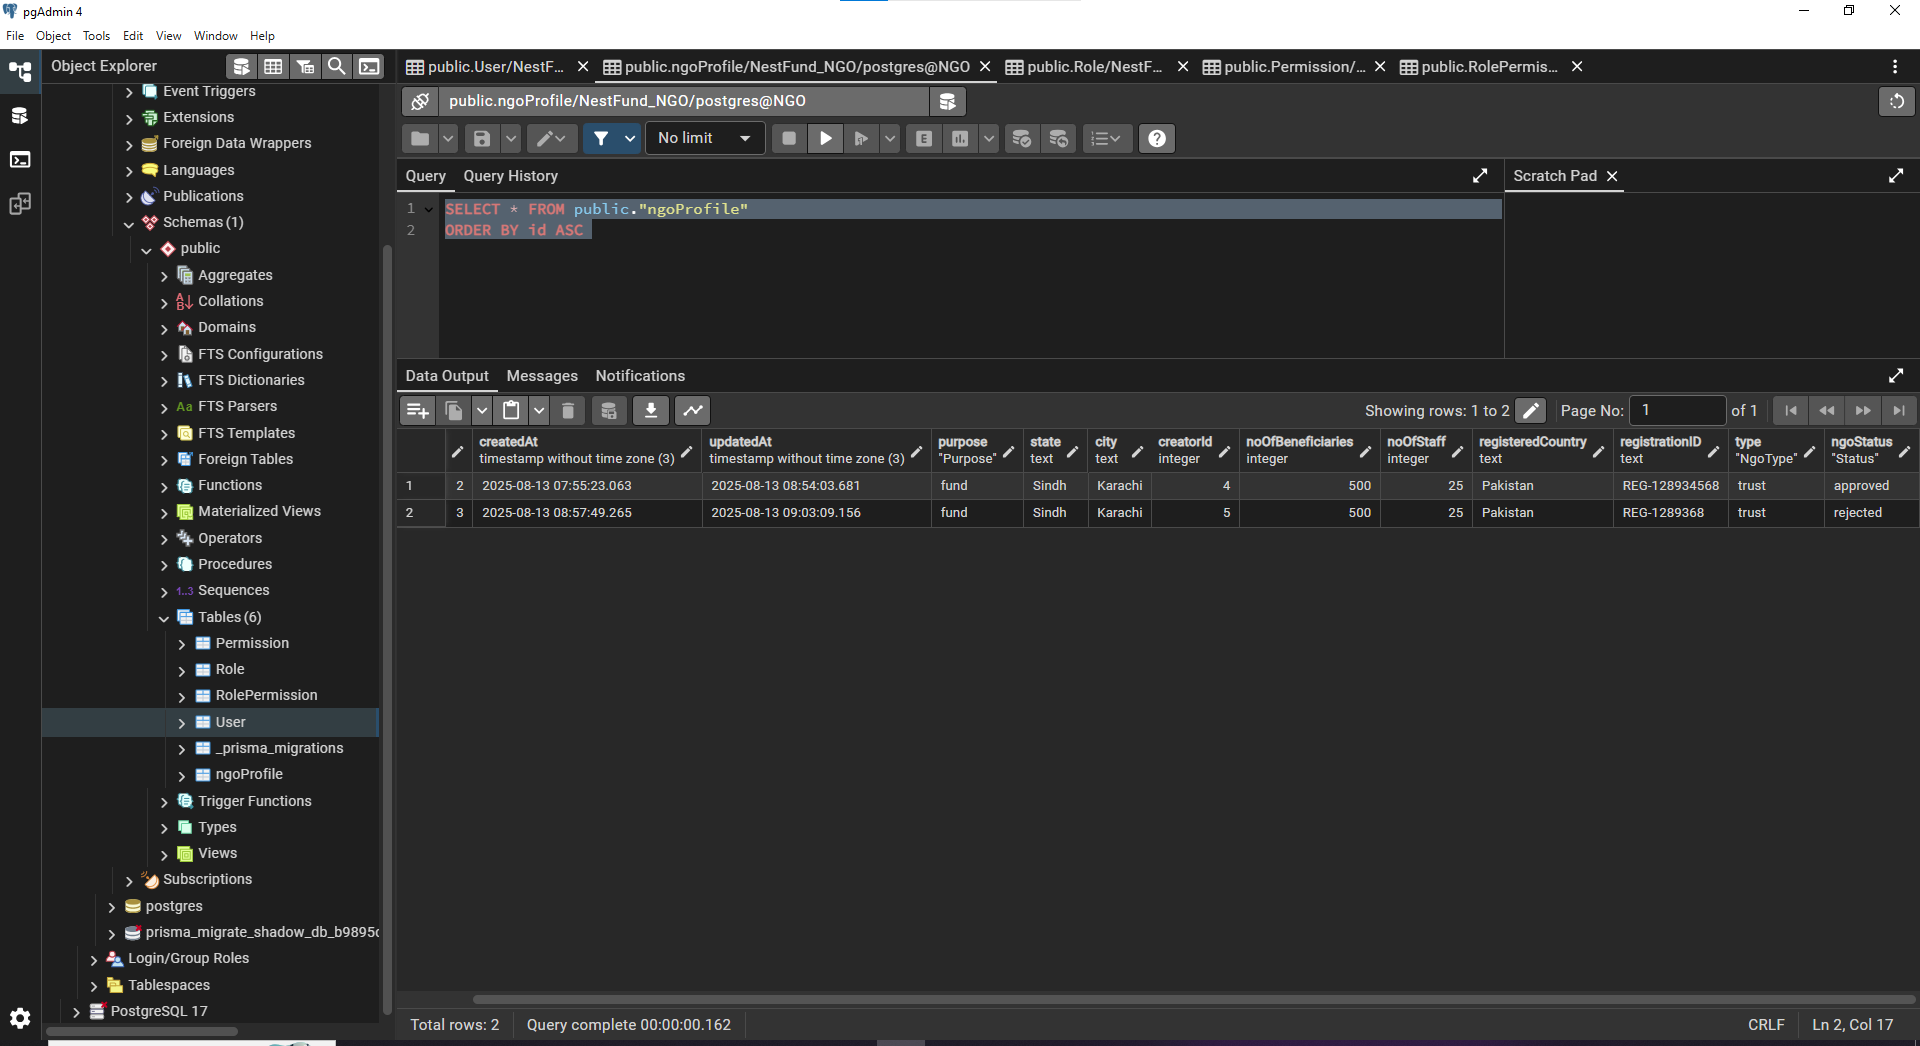 pgAdmin 4
File Object Tools Edit View Window Help
Object Explorer
Event Triggers
Extensions
Foreign Data Wrappers
Languages
Publications
Schemas (1)
public
Aggregates
Collations
Domains
FTS Configurations
FTS Dictionaries
Aa FTS Parsers
FTS Templates
Foreign Tables
Functions
Materialized Views
Operators
Procedures
1..3 Sequences
Tables (6)
Permission
Role
RolePermission
User
_prisma_migrations
ngoProfile
Trigger Functions
Types
Views
Subscriptions
postgres
prisma_migrate_shadow_db_b9895c
Login/Group Roles
Tablespaces
PostgreSQL 17
public.User/NestF... public.ngoProfile/NestFund_NGO/postgres@NGO public.Role/NestF... public.Permission/... public.RolePermis...
public.ngoProfile/NestFund_NGO/postgres@NGO
No limit E
Query Query History Scratch Pad
1 SELECT * FROM public."ngoProfile"
2 ORDER BY id ASC
Data Output Messages Notifications
Showing rows: 1 to 2 Page No: 1 of 1
createdAt updatedAt purpose state city creatorId noOfBeneficiaries noOfStaff registeredCountry registrationID type ngoStatus
timestamp without time zone (3) timestamp without time zone (3) "Purpose" text text integer integer integer text text "NgoType" "Status"
1 2 2025-08-13 07:55:23.063 2025-08-13 08:54:03.681 fund Sindh Karachi 4 500 25 Pakistan REG-128934568 trust approved
2 3 2025-08-13 08:57:49.265 2025-08-13 09:03:09.156 fund Sindh Karachi 5 500 25 Pakistan REG-1289368 trust rejected
Total rows: 2 Query complete 00:00:00.162 CRLF Ln 2, Col 17